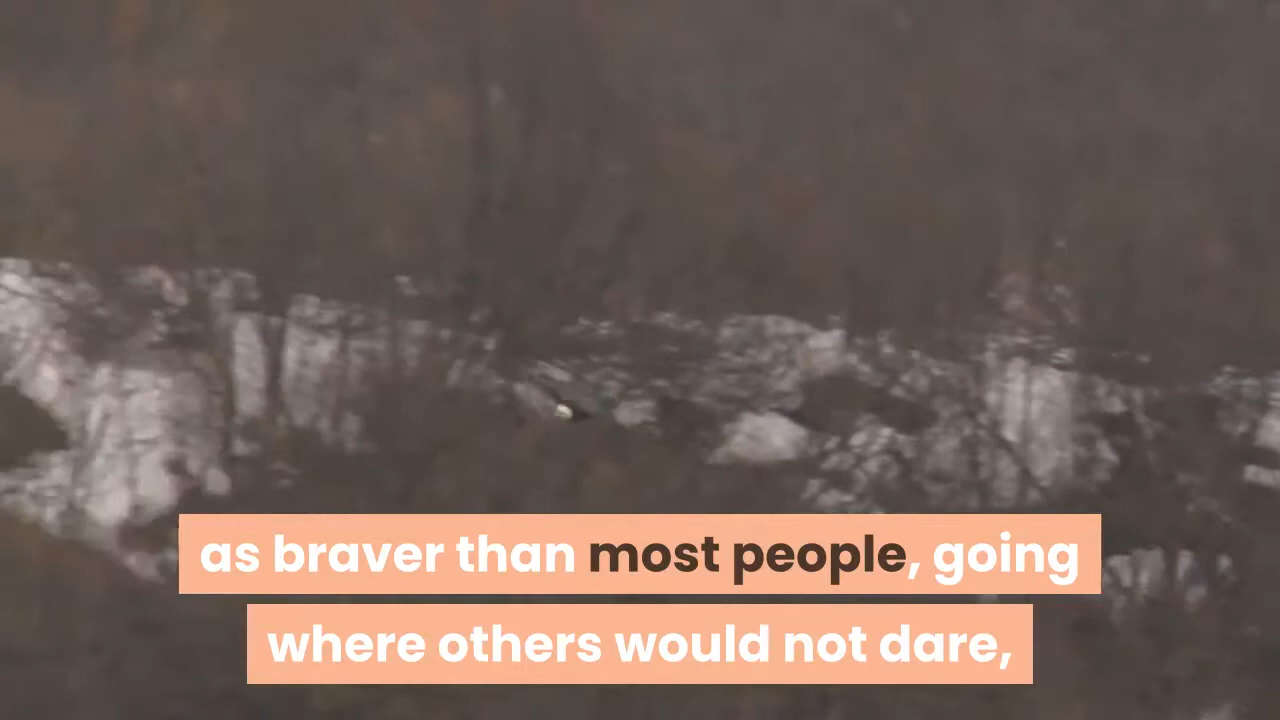 as braver than most people, going
where others would not dare,